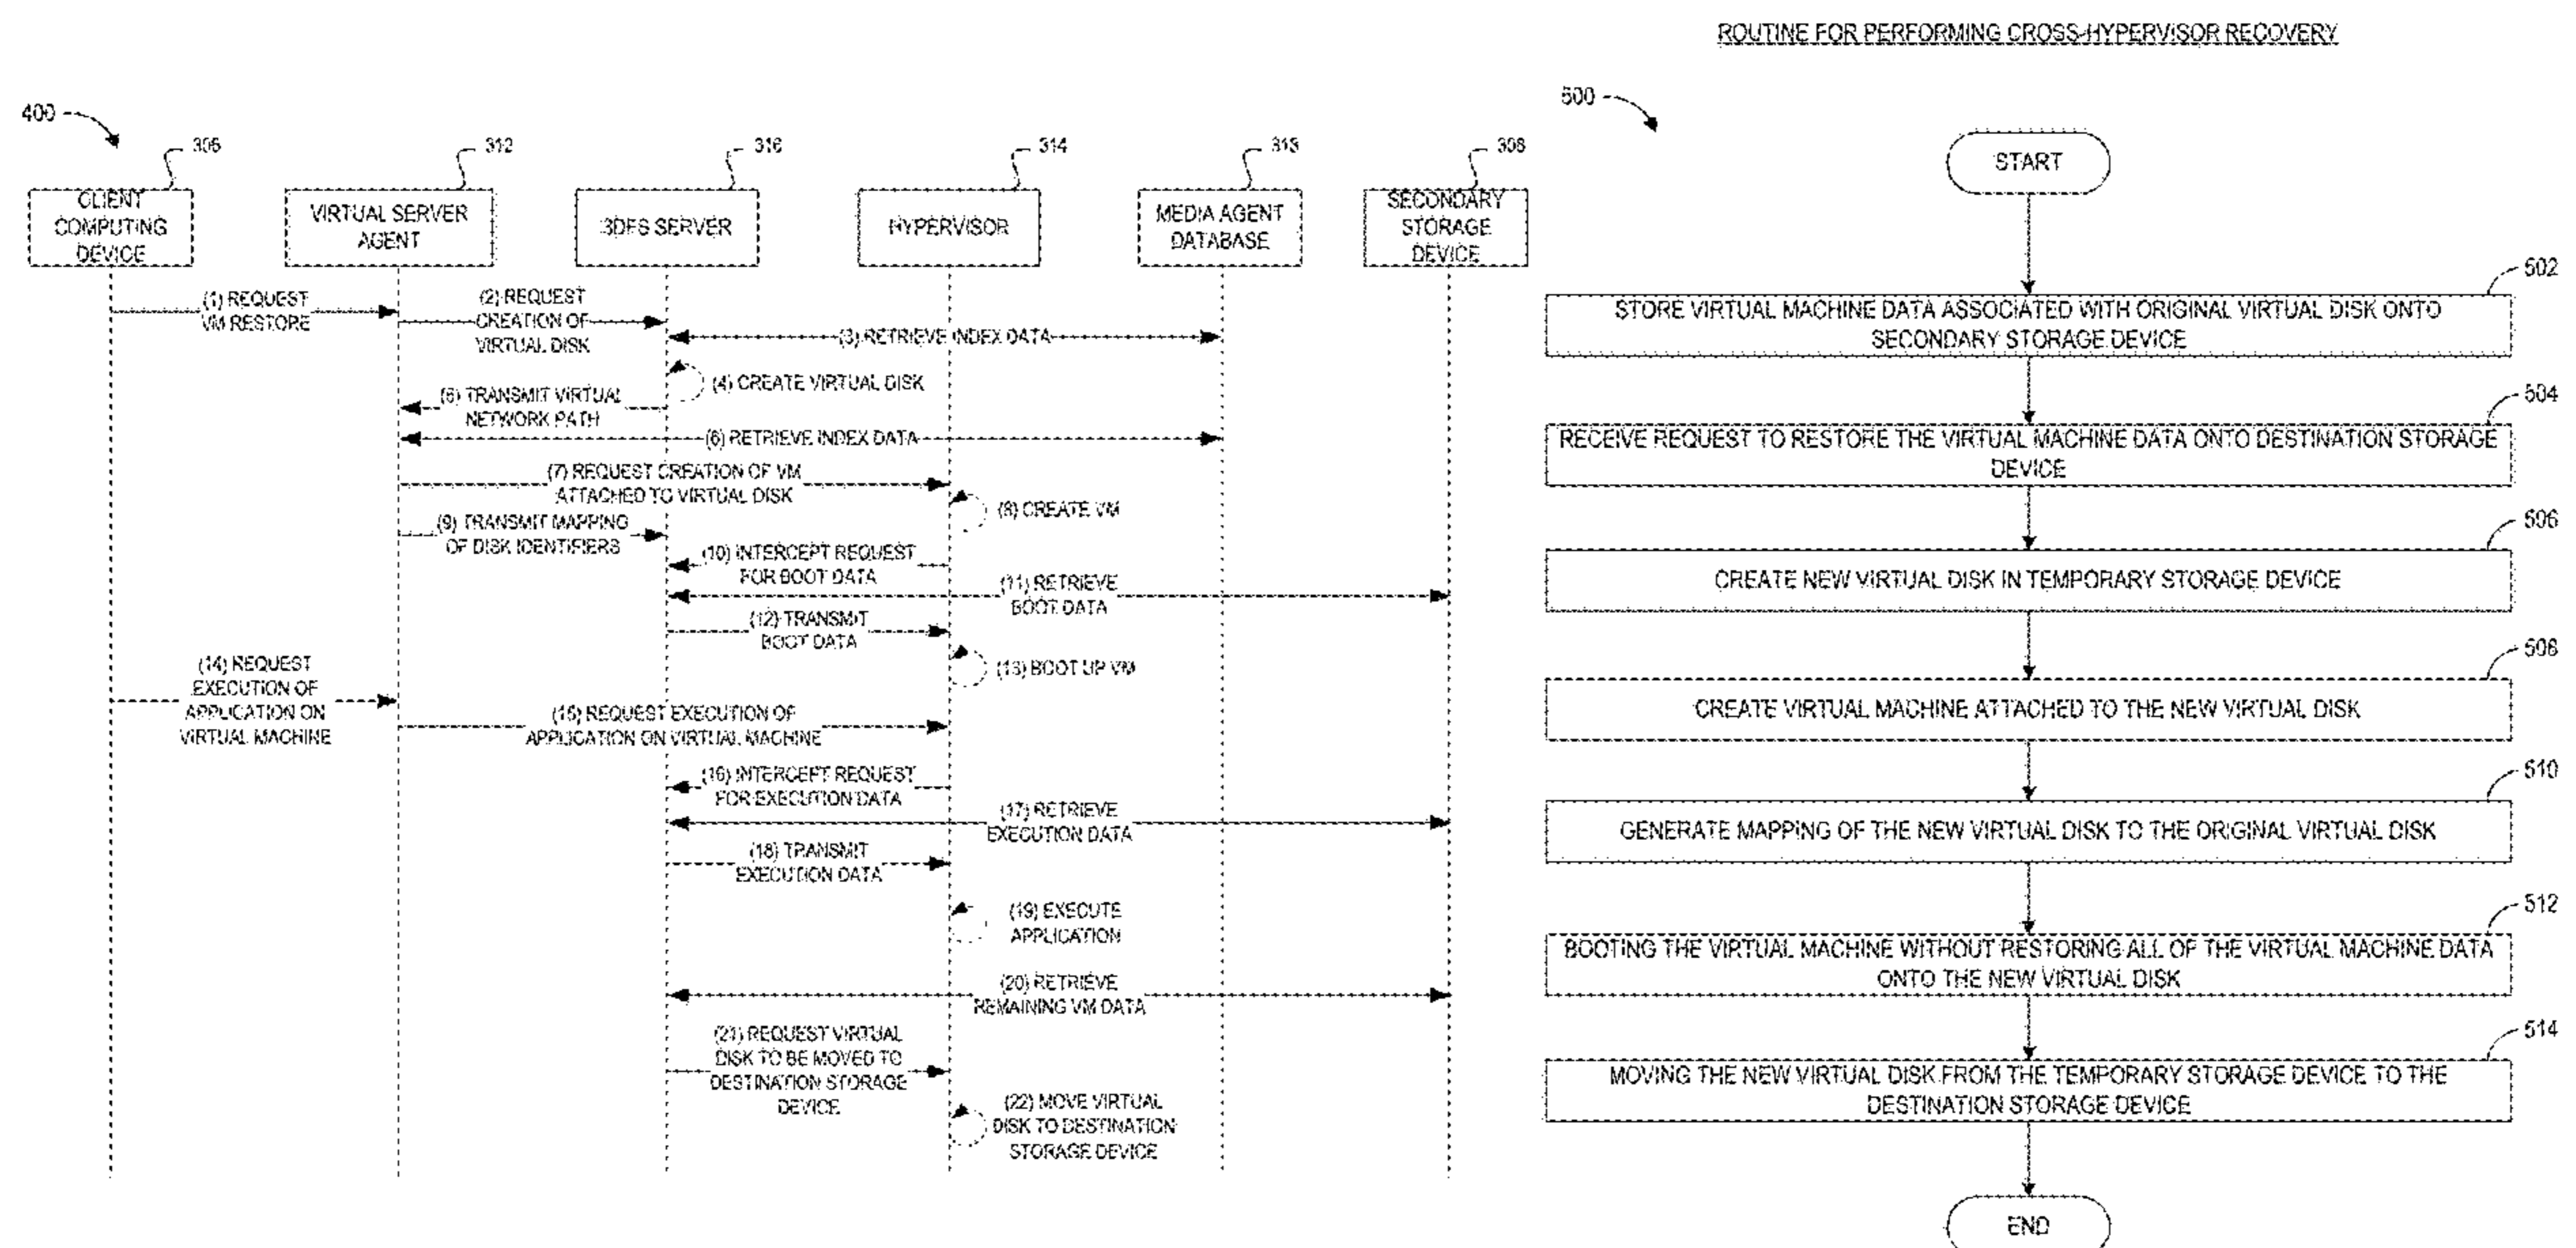 ROUTINE FOR PERFORMING CROSS-HYPERVISOR RECOVERY
400
306
312
316
314
318
308
CLIENT
COMPUTING
DEVICE
VIRTUAL SERVER
AGENT
3DFS SERVER
HYPERVISOR
MEDIA AGENT
DATABASE
SECONDARY
STORAGE
DEVICE
(1) REQUEST
VM RESTORE
(2) REQUEST
CREATION OF
VIRTUAL DISK
(3) RETRIEVE INDEX DATA
(4) CREATE VIRTUAL DISK
(5) TRANSMIT VIRTUAL
NETWORK PATH
(6) RETRIEVE INDEX DATA
(7) REQUEST CREATION OF VM
ATTACHED TO VIRTUAL DISK
(8) CREATE VM
(9) TRANSMIT MAPPING
OF DISK IDENTIFIERS
(10) INTERCEPT REQUEST
FOR BOOT DATA
(11) RETRIEVE
BOOT DATA
(12) TRANSMIT
BOOT DATA
(13) BOOT UP VM
(14) REQUEST
EXECUTION OF
APPLICATION ON
VIRTUAL MACHINE
(15) REQUEST EXECUTION OF
APPLICATION ON VIRTUAL MACHINE
(16) INTERCEPT REQUEST
FOR EXECUTION DATA
(17) RETRIEVE
EXECUTION DATA
(18) TRANSMIT
EXECUTION DATA
(19) EXECUTE
APPLICATION
(20) RETRIEVE
REMAINING VM DATA
(21) REQUEST VIRTUAL
DISK TO BE MOVED TO
DESTINATION STORAGE
DEVICE
(22) MOVE VIRTUAL
DISK TO DESTINATION
STORAGE DEVICE
500
START
502
STORE VIRTUAL MACHINE DATA ASSOCIATED WITH ORIGINAL VIRTUAL DISK ONTO
SECONDARY STORAGE DEVICE
504
RECEIVE REQUEST TO RESTORE THE VIRTUAL MACHINE DATA ONTO DESTINATION STORAGE
DEVICE
506
CREATE NEW VIRTUAL DISK IN TEMPORARY STORAGE DEVICE
508
CREATE VIRTUAL MACHINE ATTACHED TO THE NEW VIRTUAL DISK
510
GENERATE MAPPING OF THE NEW VIRTUAL DISK TO THE ORIGINAL VIRTUAL DISK
512
BOOTING THE VIRTUAL MACHINE WITHOUT RESTORING ALL OF THE VIRTUAL MACHINE DATA
ONTO THE NEW VIRTUAL DISK
514
MOVING THE NEW VIRTUAL DISK FROM THE TEMPORARY STORAGE DEVICE TO THE
DESTINATION STORAGE DEVICE
END